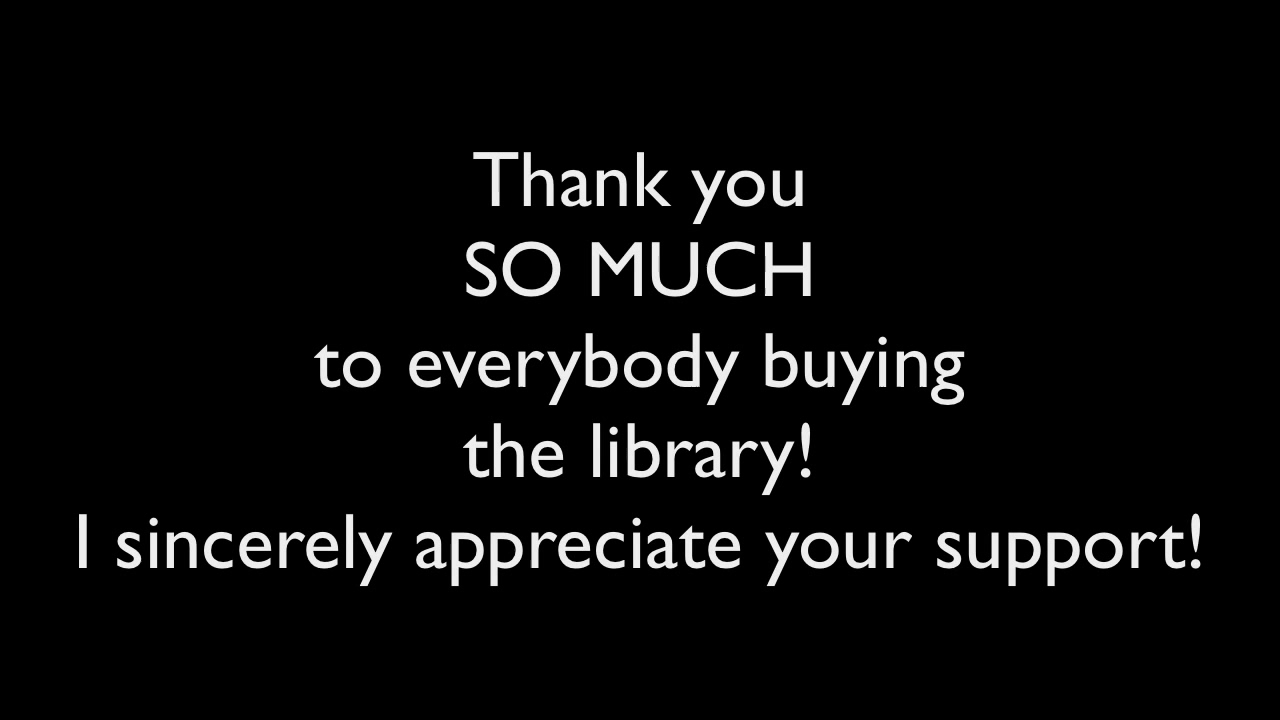 Thank you
SO MUCH
to everybody buying
the library!
I sincerely appreciate your support!